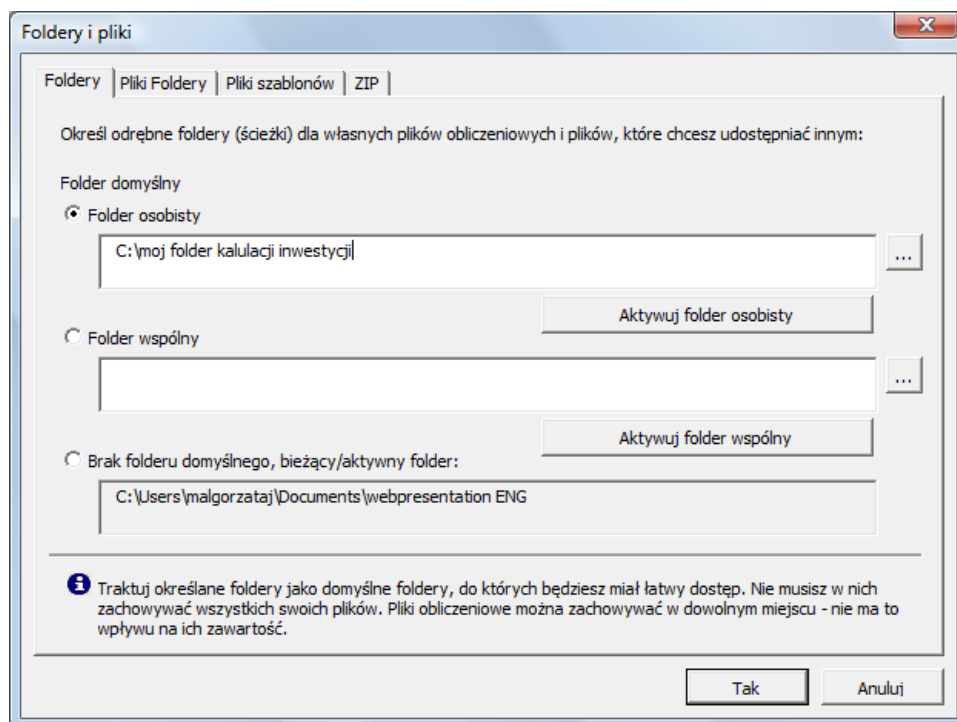 Foldery i pliki
Foldery
Pliki Foldery
Pliki szablonów
ZIP
Określ odrębne foldery (ścieżki) dla własnych plików obliczeniowych i plików, które chcesz udostępniać innym:
Folder domyślny
Folder osobisty
C:\moj folder kalulacji inwestycji
...
Aktywuj folder osobisty
Folder wspólny
...
Aktywuj folder wspólny
Brak folderu domyślnego, bieżący/aktywny folder:
C:\Users\malgorzataj\Documents\webpresentation ENG
Traktuj określane foldery jako domyślne foldery, do których będziesz miał łatwy dostęp. Nie musisz w nich
zachowywać wszystkich swoich plików. Pliki obliczeniowe można zachowywać w dowolnym miejscu - nie ma to
wpływu na ich zawartość.
Tak
Anuluj